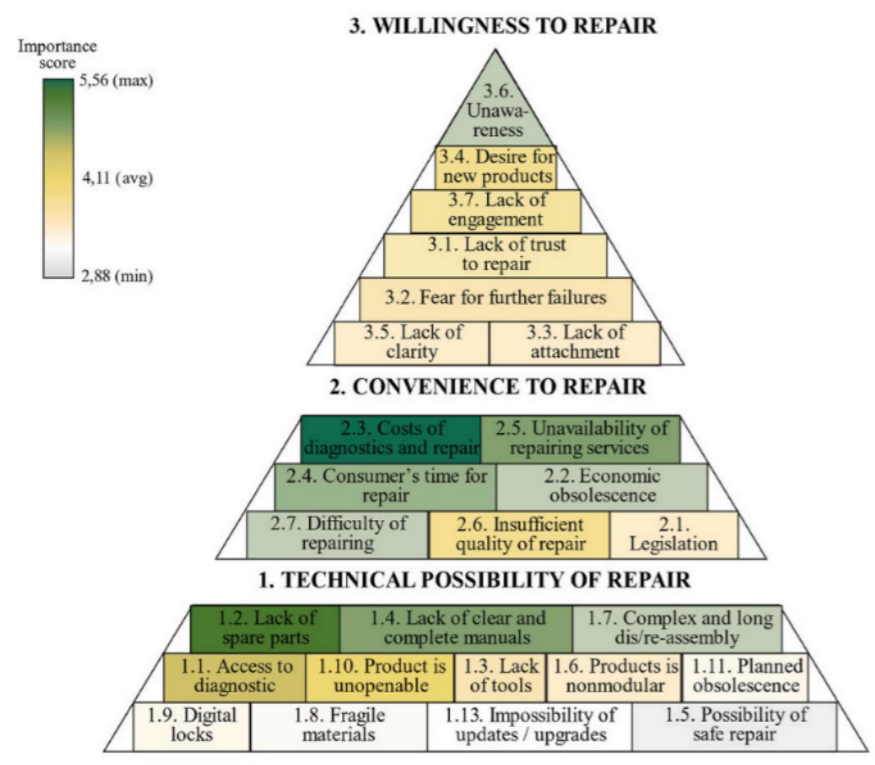 3. WILLINGNESS TO REPAIR
Importance
score
5,56 (max)
4,11 (avg)
2,88 (min)
3.6.
Unawa-
reness
3.4. Desire for
new products
3.7. Lack of
engagement
3.1. Lack of trust
to repair
3.2. Fear for further failures
3.5. Lack of
clarity
3.3. Lack of
attachment
2. CONVENIENCE TO REPAIR
2.3. Costs of
diagnostics and repair
2.5. Unavailability of
repairing services
2.4. Consumer's time for
repair
2.2. Economic
obsolescence
2.7. Difficulty of
repairing
2.6. Insufficient
quality of repair
2.1.
Legislation
1. TECHNICAL POSSIBILITY OF REPAIR
1.2. Lack of
spare parts
1.4. Lack of clear and
complete manuals
1.7. Complex and long
dis/re-assembly
1.1. Access to
diagnostic
1.10. Product is
unopenable
1.3. Lack
of tools
1.6. Products is
nonmodular
1.11. Planned
obsolescence
1.9. Digital
locks
1.8. Fragile
materials
1.13. Impossibility of
updates / upgrades
1.5. Possibility of
safe repair